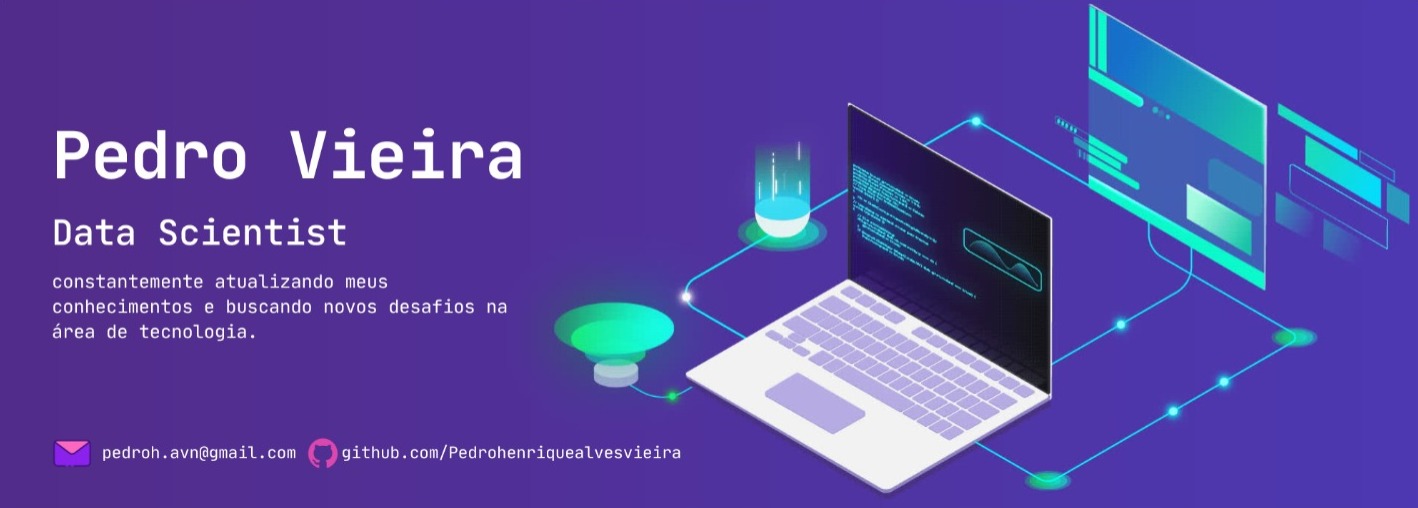 Pedro Vieira
Data Scientist
constantemente atualizando meus
conhecimentos e buscando novos desafios na
área de tecnologia.
pedroh.avn@gmail.com github.com/Pedrohenriquealvesvieira